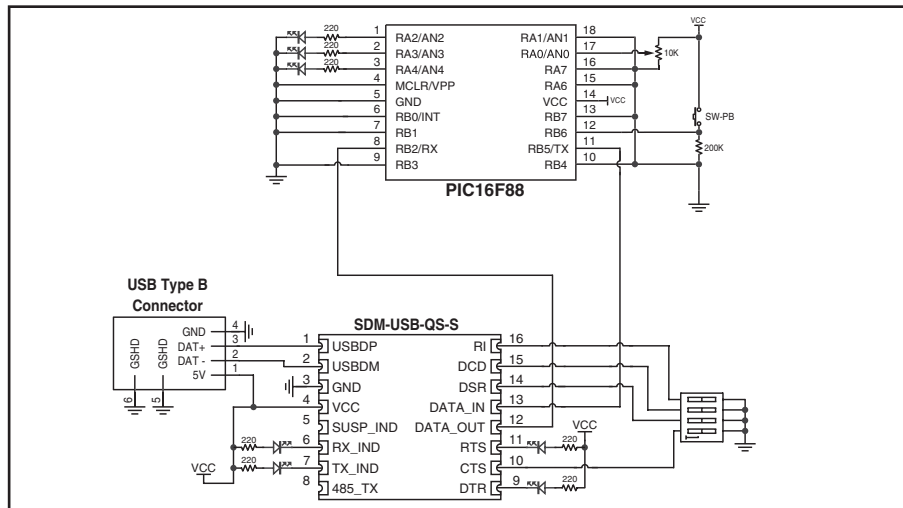 VCC
220
220
220
1
2
3
4
5
6
7
8
9
RA2/AN2
RA3/AN3
RA4/AN4
MCLR/VPP
GND
RB0/INT
RB1
RB2/RX
RB3
RA1/AN1
RA0/AN0
RA7
RA6
VCC
RB7
RB6
RB5/TX
RB4
18
17
16
15
14
13
12
11
10
VCC
10K
SW-PB
200K
PIC16F88
USB Type B
Connector
GND
DAT+
DAT -
5V
4
3
2
1
GSHD
GSHD
6
5
SDM-USB-QS-S
1
2
3
4
5
6
7
8
USBDP
USBDM
GND
VCC
SUSP_IND
RX_IND
TX_IND
485_TX
RI
DCD
DSR
DATA_IN
DATA_OUT
RTS
CTS
DTR
16
15
14
13
12
11
10
9
220
220
VCC
VCC
220
220
1